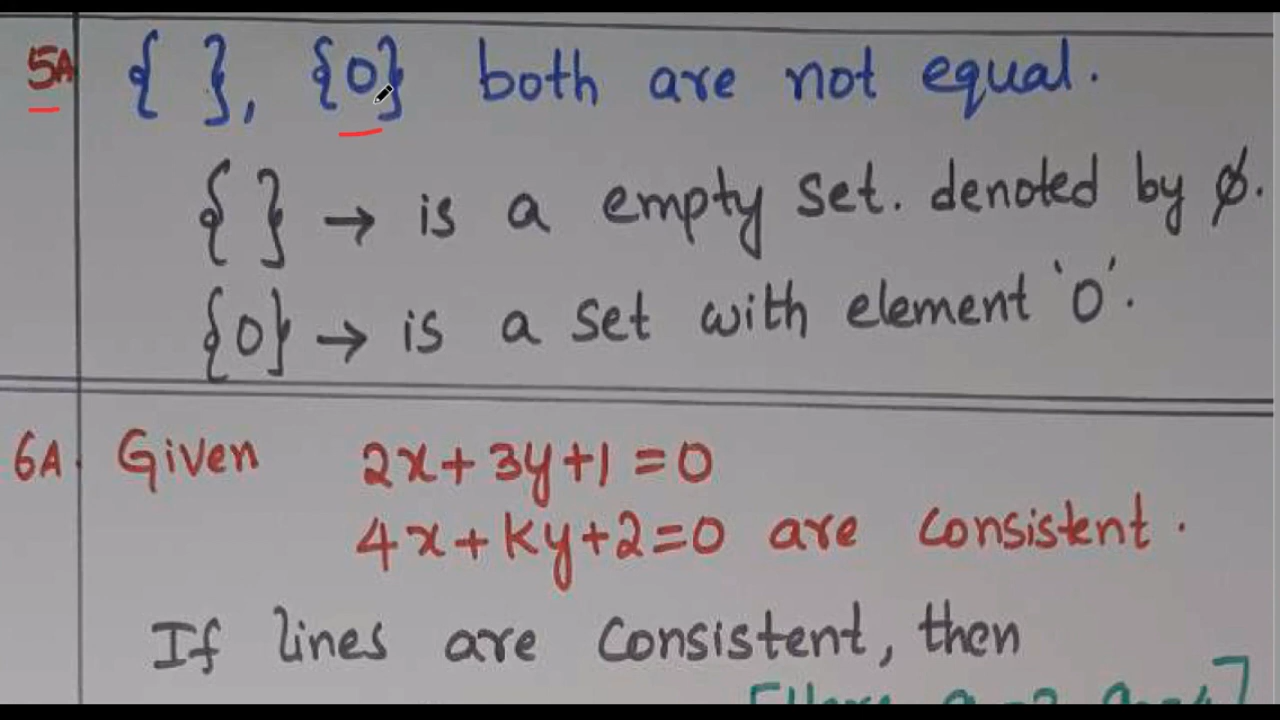 5A { }, {0} both are not equal.
{ } → is a empty set. denoted by ∅.
{0} → is a set with element '0'.
6A. Given 2x+3y+1=0
4x+ky+2=0 are consistent.
If lines are consistent, then